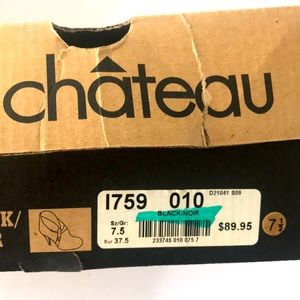 château
K/
R
I759 010
D21041 S09
BLACK/NOIR
Sz/Gr:
7.5
Eur 37.5
$89.95
233745 010 075 7
7½